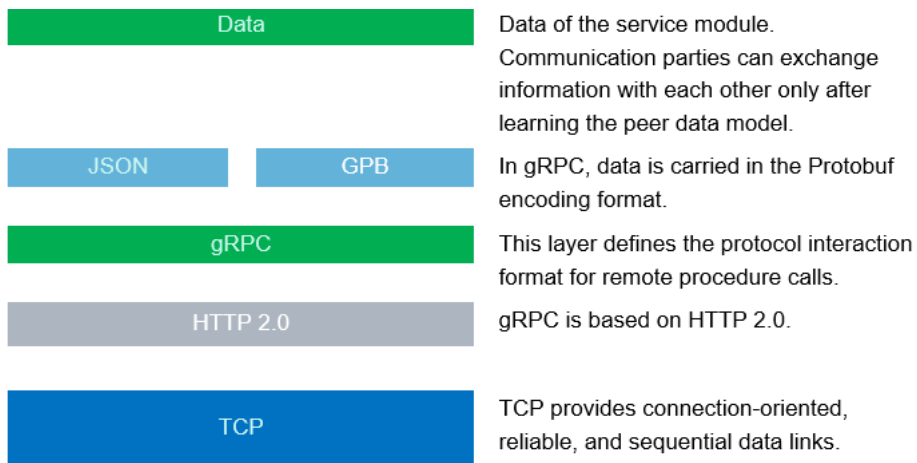 Data
Data of the service module.
Communication parties can exchange
information with each other only after
learning the peer data model.
JSON
GPB
In gRPC, data is carried in the Protobuf
encoding format.
gRPC
This layer defines the protocol interaction
format for remote procedure calls.
HTTP 2.0
gRPC is based on HTTP 2.0.
TCP
TCP provides connection-oriented,
reliable, and sequential data links.